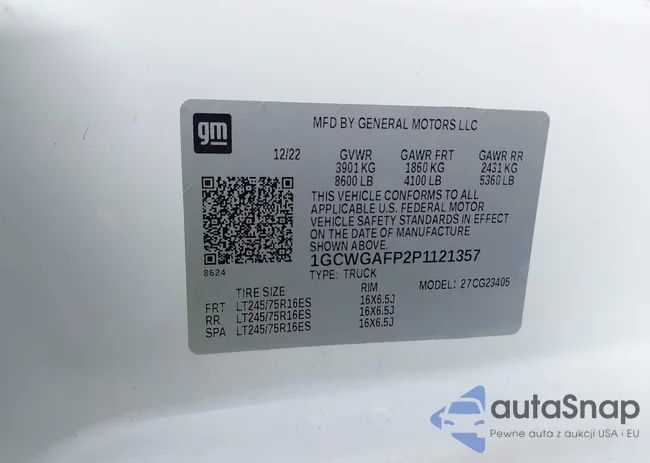 gm
MFD BY GENERAL MOTORS LLC
12/22 GVWR GAWR FRT GAWR RR
3901 KG 1860 KG 2431 KG
8600 LB 4100 LB 5360 LB
THIS VEHICLE CONFORMS TO ALL
APPLICABLE U.S. FEDERAL MOTOR
VEHICLE SAFETY STANDARDS IN EFFECT
ON THE DATE OF MANUFACTURE
SHOWN ABOVE.
8624
1GCWGAFP2P1121357
TYPE: TRUCK MODEL: 27CG23405
TIRE SIZE RIM
FRT LT245/75R16ES 16X6.5J
RR LT245/75R16ES 16X6.5J
SPA LT245/75R16ES 16X6.5J
autaSnap
Pewne auta z aukcji USA i EU